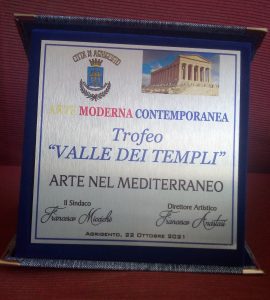 CITTÀ DI AGRIGENTO
ARTE MODERNA CONTEMPORANEA
Trofeo
"VALLE DEI TEMPLI"
ARTE NEL MEDITERRANEO
Il Sindaco
Direttore Artistico
Francesco Miccichè
Francesco Anastasi
AGRIGENTO, 22 OTTOBRE 2021